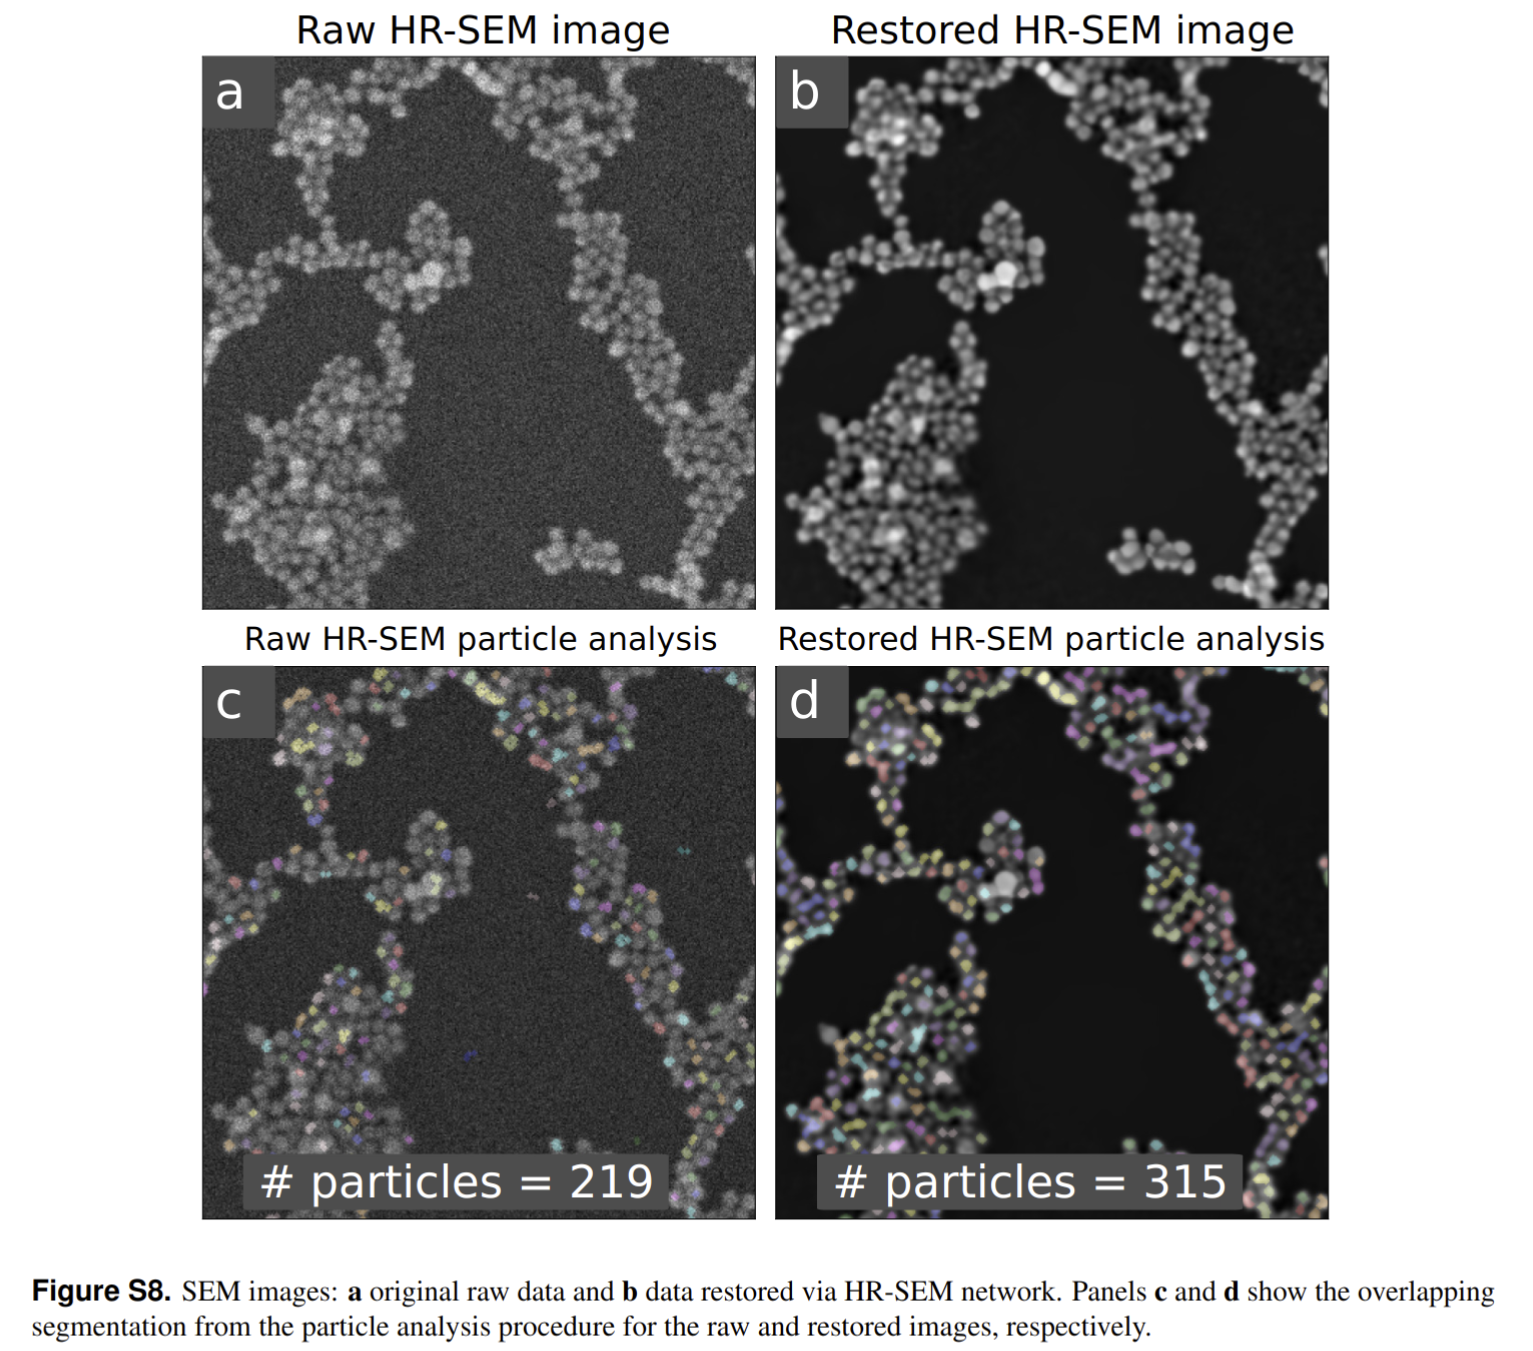 Raw HR-SEM image
Restored HR-SEM image
a
b
Raw HR-SEM particle analysis
Restored HR-SEM particle analysis
c
d
# particles = 219
# particles = 315
Figure S8. SEM images: a original raw data and b data restored via HR-SEM network. Panels c and d show the overlapping
segmentation from the particle analysis procedure for the raw and restored images, respectively.